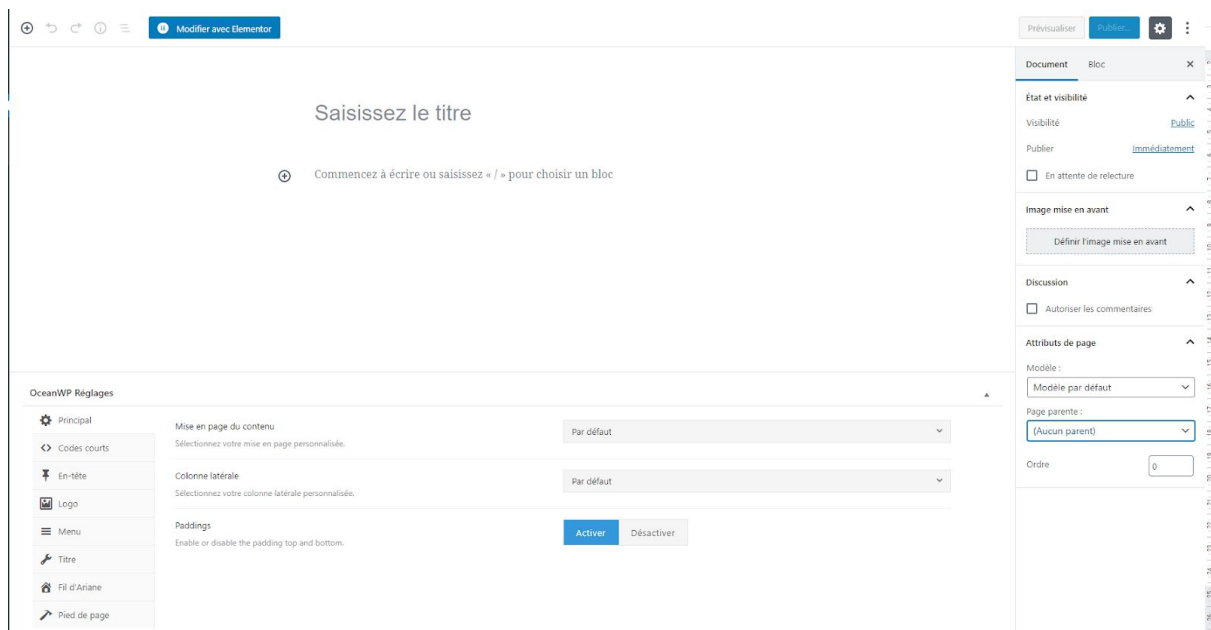 Modifier avec Elementor
Prévisualiser
Publier...
Saisissez le titre
Commencez à écrire ou saisissez « / » pour choisir un bloc
Document
Bloc
État et visibilité
Visibilité
Public
Publier
Immédiatement
En attente de relecture
Image mise en avant
Définir l'image mise en avant
Discussion
Autoriser les commentaires
Attributs de page
Modèle :
Modèle par défaut
Page parente :
(Aucun parent)
Ordre
0
OceanWP Réglages
Principal
Codes courts
En-tête
Logo
Menu
Titre
Fil d'Ariane
Pied de page
Mise en page du contenu
Sélectionnez votre mise en page personnalisée.
Par défaut
Colonne latérale
Sélectionnez votre colonne latérale personnalisée.
Par défaut
Paddings
Enable or disable the padding top and bottom.
Activer
Désactiver